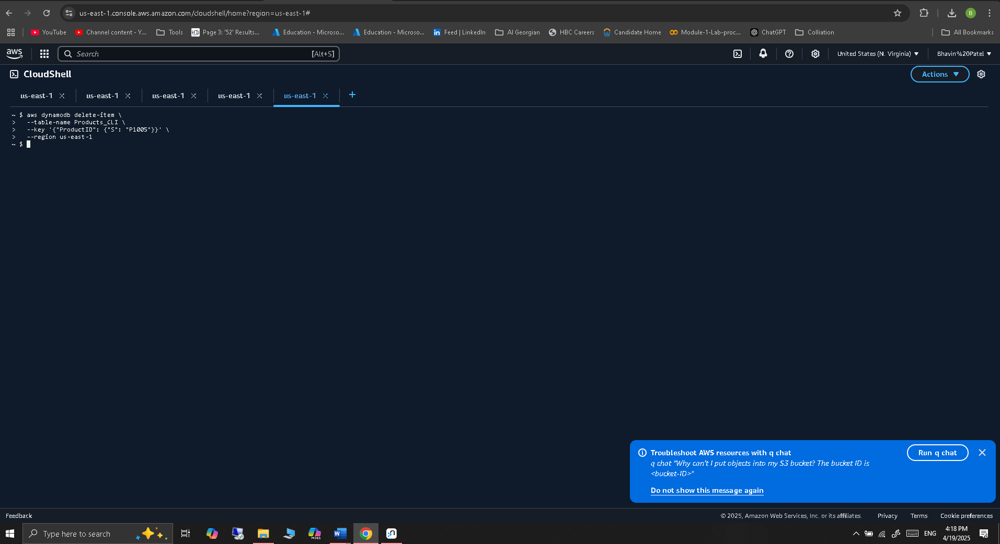 us-east-1.console.aws.amazon.com/cloudshell/home?region=us-east-1#
B
YouTube
Channel content - Y...
Tools
Page 3: '52' Results...
Education - Microso...
Education - Microso...
Feed | LinkedIn
AI Georgian
HBC Careers
Candidate Home
Module-1-Lab-proc...
ChatGPT
Colliation
All Bookmarks
aws
Search
[Alt+S]
United States (N. Virginia)
Bhavin%20Patel
CloudShell
Actions
us-east-1
us-east-1
us-east-1
us-east-1
us-east-1
~ $ aws dynamodb delete-item \
>   --table-name Products_CLI \
>   --key '{"ProductID": {"S": "P1005"}}' \
>   --region us-east-1
~ $
Troubleshoot AWS resources with q chat
q chat "Why can't I put objects into my S3 bucket? The bucket ID is
<bucket-ID>"
Do not show this message again
Run q chat
Feedback
© 2025, Amazon Web Services, Inc. or its affiliates.
Privacy
Terms
Cookie preferences
Type here to search
M365
W
ENG
4:18 PM
4/19/2025